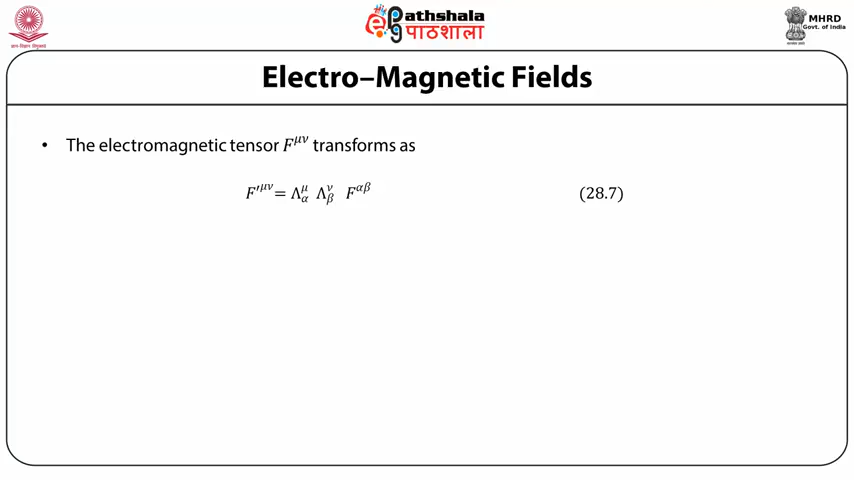 ePathshala
पाठशाला
MHRD
Govt. of India
Electro–Magnetic Fields
• The electromagnetic tensor F^{μν} transforms as
F'^{μν} = Λ^μ_α Λ^ν_β F^{αβ} (28.7)